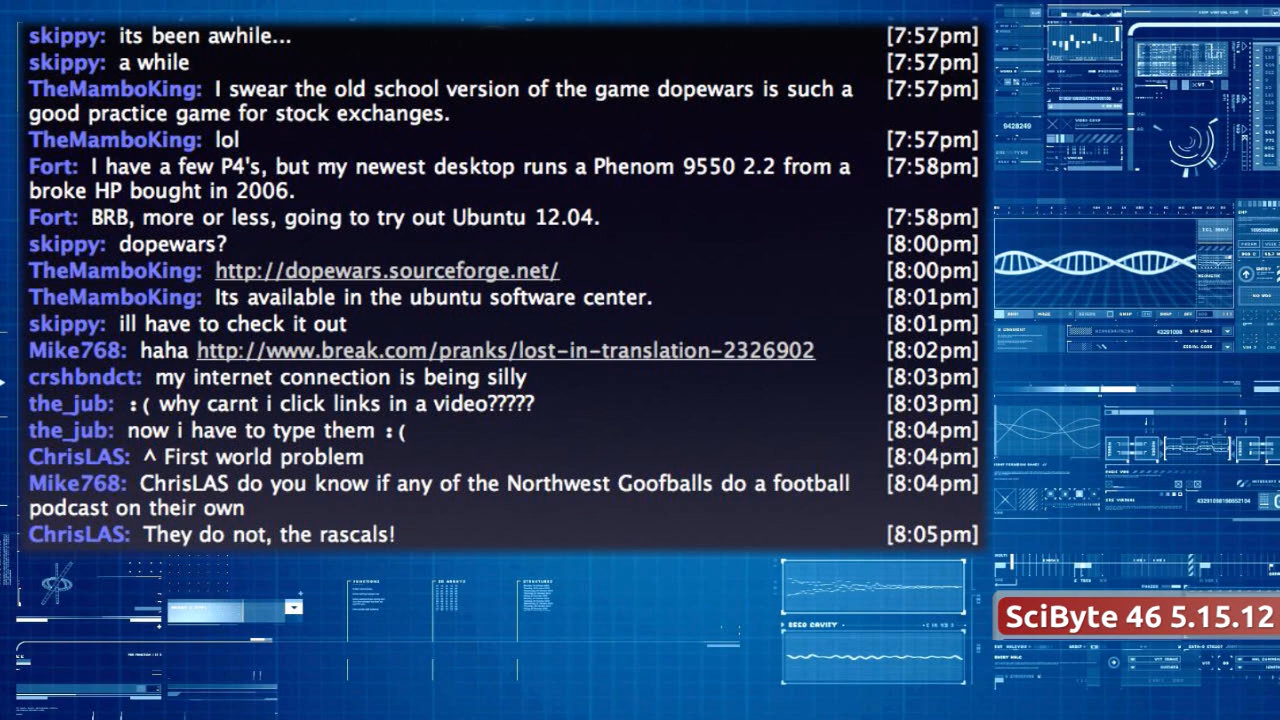 skippy: its been awhile... [7:57pm]
skippy: a while [7:57pm]
TheMamboKing: I swear the old school version of the game dopewars is such a [7:57pm]
good practice game for stock exchanges.
TheMamboKing: lol [7:57pm]
Fort: I have a few P4's, but my newest desktop runs a Phenom 9550 2.2 from a [7:58pm]
broke HP bought in 2006.
Fort: BRB, more or less, going to try out Ubuntu 12.04. [7:58pm]
skippy: dopewars? [8:00pm]
TheMamboKing: http://dopewars.sourceforge.net/ [8:00pm]
TheMamboKing: Its available in the ubuntu software center. [8:01pm]
skippy: ill have to check it out [8:01pm]
Mike768: haha http://www.break.com/pranks/lost-in-translation-2326902 [8:02pm]
crshbndct: my internet connection is being silly [8:03pm]
the_jub: :( why carnt i click links in a video????? [8:03pm]
the_jub: now i have to type them :( [8:04pm]
ChrisLAS: ^ First world problem [8:04pm]
Mike768: ChrisLAS do you know if any of the Northwest Goofballs do a football [8:04pm]
podcast on their own
ChrisLAS: They do not, the rascals! [8:05pm]
9428249
SciByte 46 5.15.12